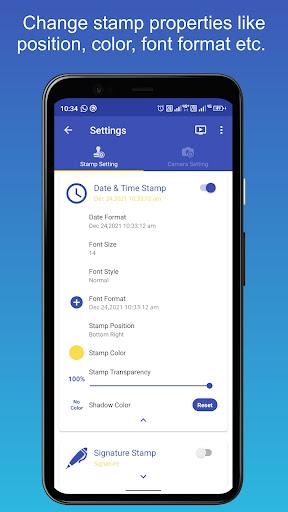 Change stamp properties like
position, color, font format etc.
10:34
Settings
Stamp Setting
Camera Setting
Date & Time Stamp
Dec 24,2021 10:33:12 am
Date Format
Dec 24,2021 10:33:12 am
Font Size
14
Font Style
Normal
Font Format
Dec 24,2021 10:33:12 am
Stamp Position
Bottom Right
Stamp Color
Stamp Transparency
100%
No
Color
Shadow Color
Reset
Signature Stamp
Signature